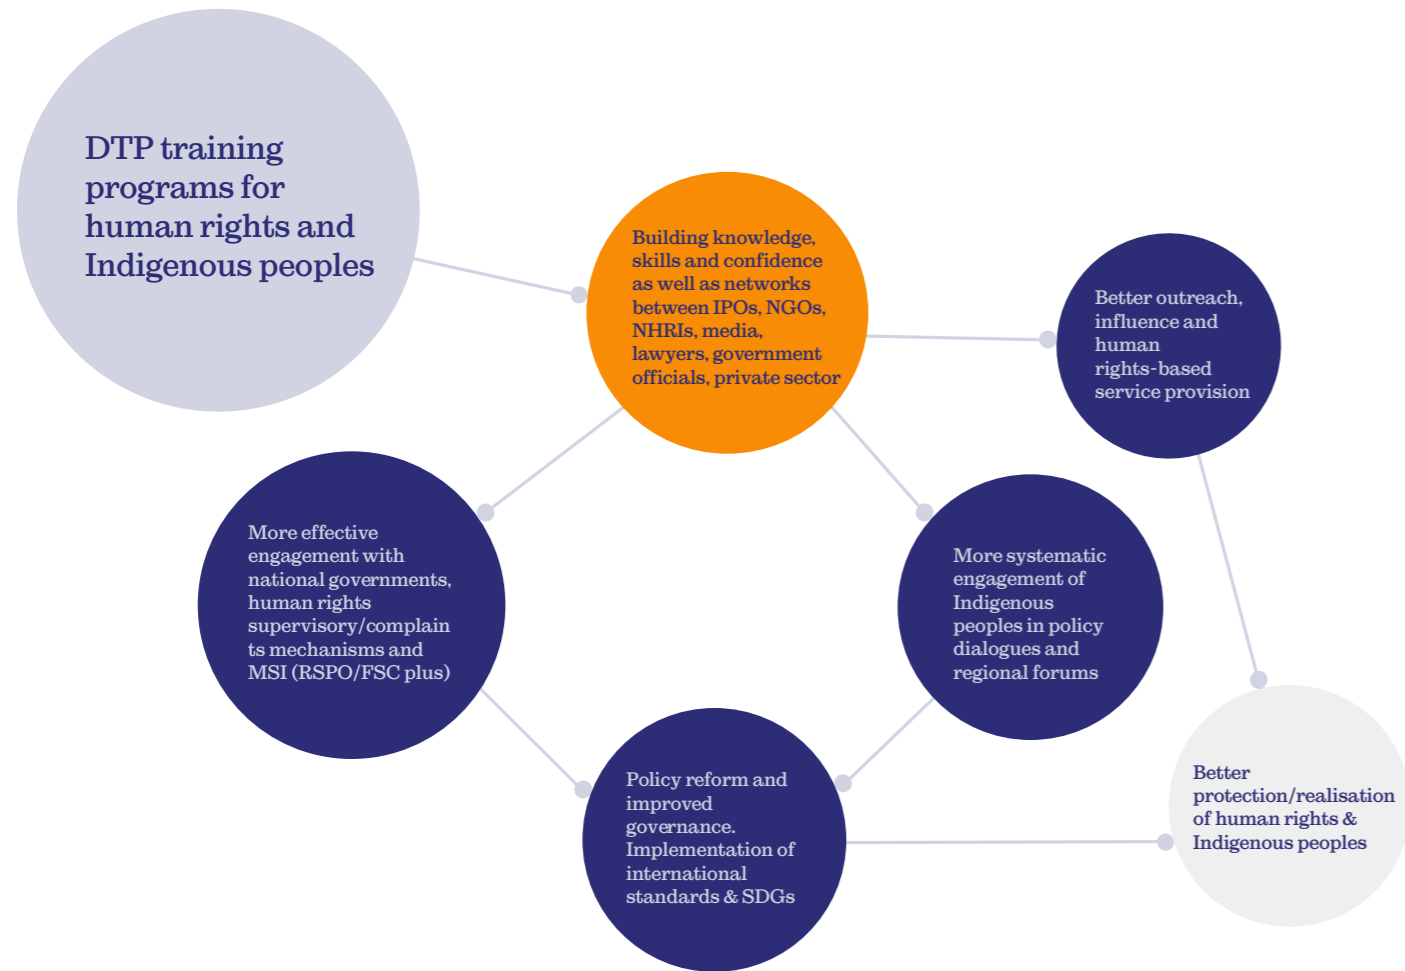 DTP training
programs for
human rights and
Indigenous peoples
Building knowledge,
skills and confidence
as well as networks
between IPOs, NGOs,
NHRIs, media,
lawyers, government
officials, private sector
Better outreach,
influence and
human
rights-based
service provision
More effective
engagement with
national governments,
human rights
supervisory/complain
ts mechanisms and
MSI (RSPO/FSC plus)
More systematic
engagement of
Indigenous
peoples in policy
dialogues and
regional forums
Policy reform and
improved
governance.
Implementation of
international
standards & SDGs
Better
protection/realisation
of human rights &
Indigenous peoples